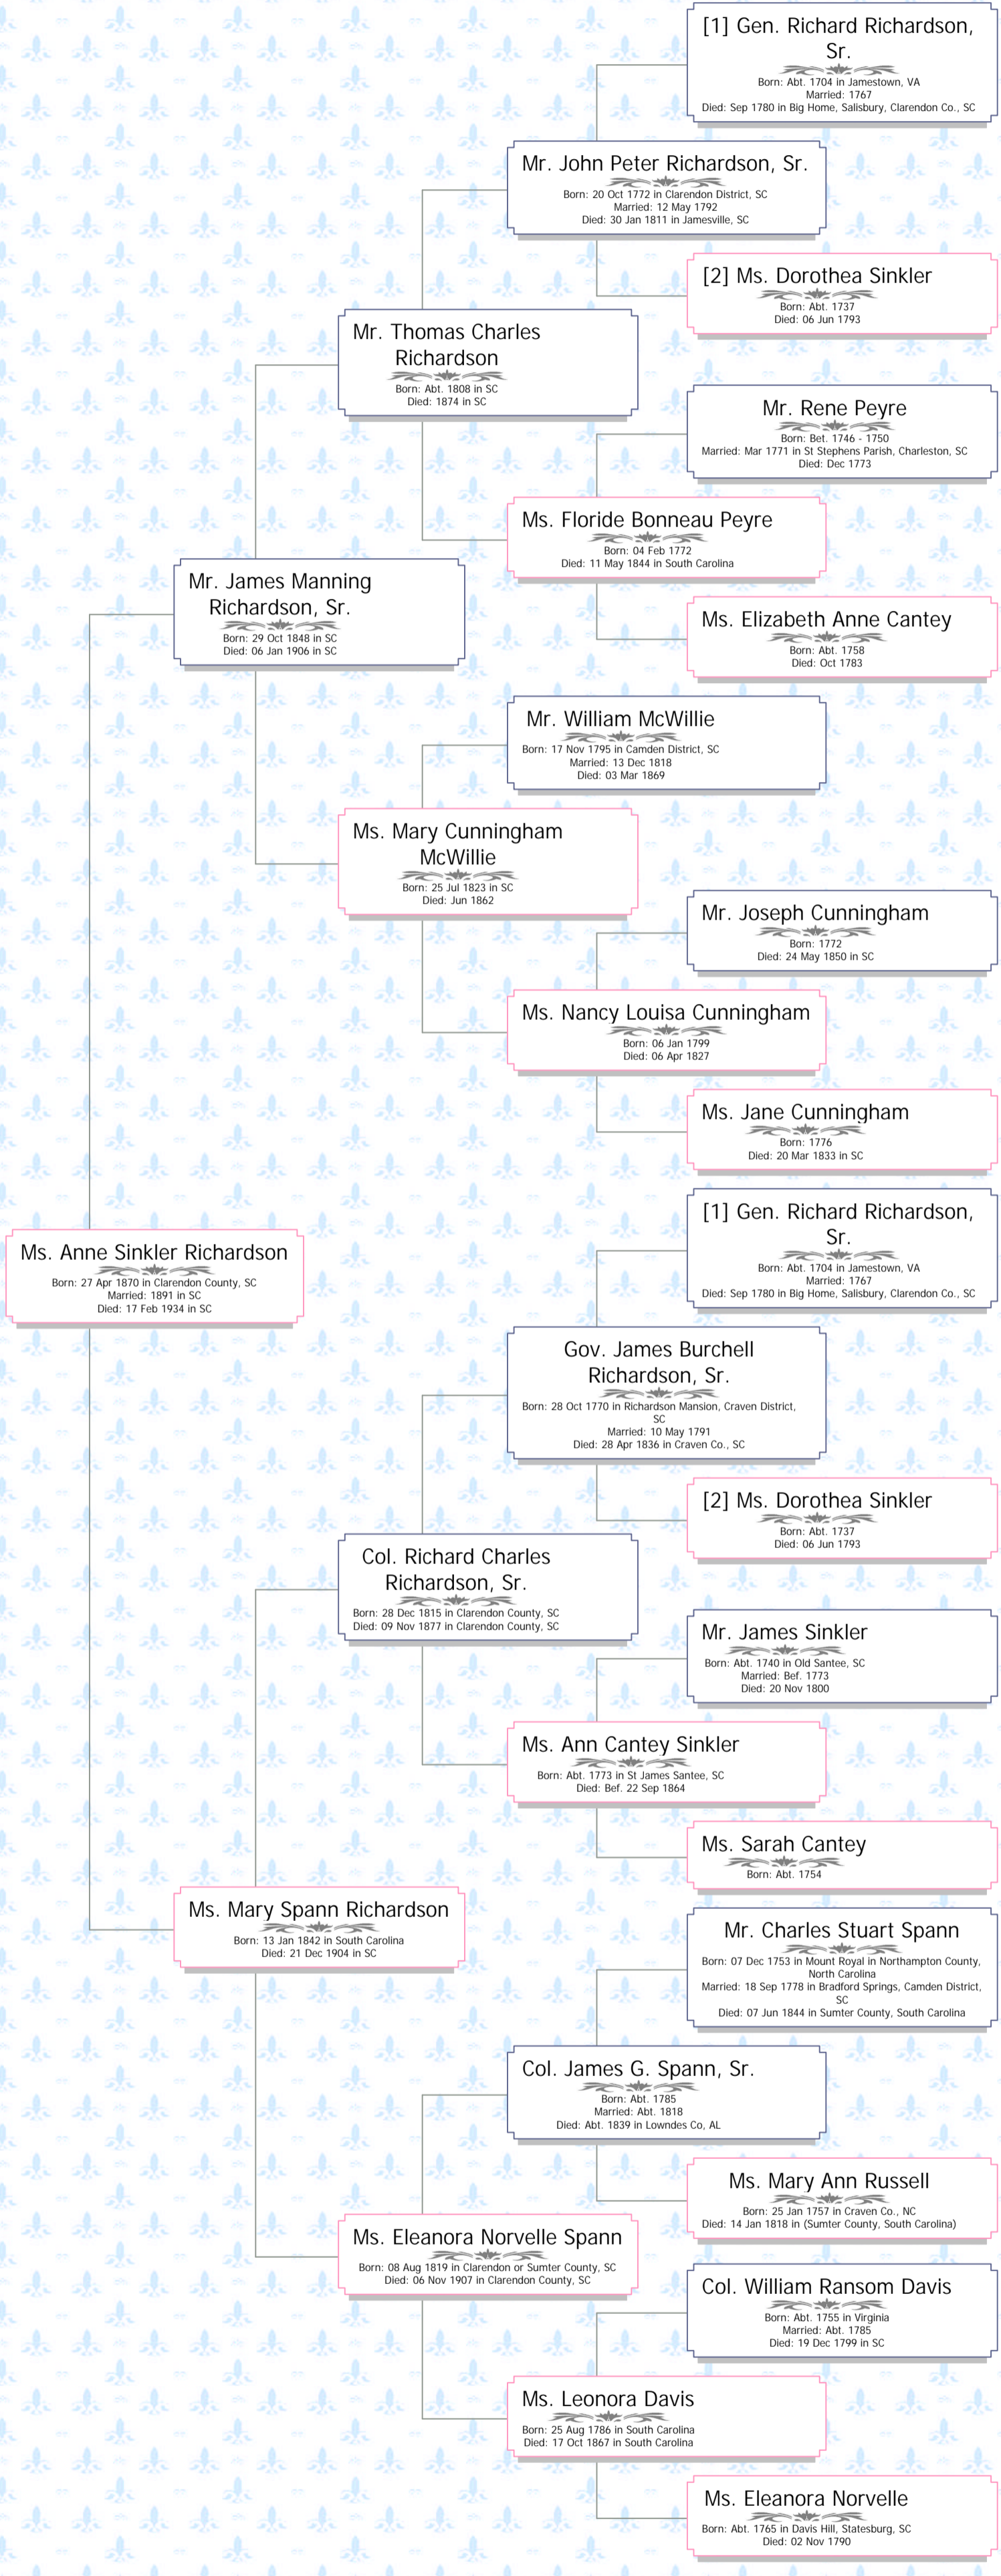 [1] Gen. Richard Richardson,
Sr.
Born: Abt. 1704 in Jamestown, VA
Married: 1767
Died: Sep 1780 in Big Home, Salisbury, Clarendon Co., SC
Mr. John Peter Richardson, Sr.
Born: 20 Oct 1772 in Clarendon District, SC
Married: 12 May 1792
Died: 30 Jan 1811 in Jamesville, SC
[2] Ms. Dorothea Sinkler
Born: Abt. 1737
Died: 06 Jun 1793
Mr. Thomas Charles
Richardson
Born: Abt. 1808 in SC
Died: 1874 in SC
Mr. Rene Peyre
Born: Bet. 1746 - 1750
Married: Mar 1771 in St Stephens Parish, Charleston, SC
Died: Dec 1773
Ms. Floride Bonneau Peyre
Born: 04 Feb 1772
Died: 11 May 1844 in South Carolina
Mr. James Manning
Richardson, Sr.
Born: 29 Oct 1848 in SC
Died: 06 Jan 1906 in SC
Ms. Elizabeth Anne Cantey
Born: Abt. 1758
Died: Oct 1783
Mr. William McWillie
Born: 17 Nov 1795 in Camden District, SC
Married: 13 Dec 1818
Died: 03 Mar 1869
Ms. Mary Cunningham
McWillie
Born: 25 Jul 1823 in SC
Died: Jun 1862
Mr. Joseph Cunningham
Born: 1772
Died: 24 May 1850 in SC
Ms. Nancy Louisa Cunningham
Born: 06 Jan 1799
Died: 06 Apr 1827
Ms. Jane Cunningham
Born: 1776
Died: 20 Mar 1833 in SC
[1] Gen. Richard Richardson,
Sr.
Born: Abt. 1704 in Jamestown, VA
Married: 1767
Died: Sep 1780 in Big Home, Salisbury, Clarendon Co., SC
Ms. Anne Sinkler Richardson
Born: 27 Apr 1870 in Clarendon County, SC
Married: 1891 in SC
Died: 17 Feb 1934 in SC
Gov. James Burchell
Richardson, Sr.
Born: 28 Oct 1770 in Richardson Mansion, Craven District,
SC
Married: 10 May 1791
Died: 28 Apr 1836 in Craven Co., SC
[2] Ms. Dorothea Sinkler
Born: Abt. 1737
Died: 06 Jun 1793
Col. Richard Charles
Richardson, Sr.
Born: 28 Dec 1815 in Clarendon County, SC
Died: 09 Nov 1877 in Clarendon County, SC
Mr. James Sinkler
Born: Abt. 1740 in Old Santee, SC
Married: Bef. 1773
Died: 20 Nov 1800
Ms. Ann Cantey Sinkler
Born: Abt. 1773 in St James Santee, SC
Died: Bef. 22 Sep 1864
Ms. Sarah Cantey
Born: Abt. 1754
Ms. Mary Spann Richardson
Born: 13 Jan 1842 in South Carolina
Died: 21 Dec 1904 in SC
Mr. Charles Stuart Spann
Born: 07 Dec 1753 in Mount Royal in Northampton County,
North Carolina
Married: 18 Sep 1778 in Bradford Springs, Camden District,
SC
Died: 07 Jun 1844 in Sumter County, South Carolina
Col. James G. Spann, Sr.
Born: Abt. 1785
Married: Abt. 1818
Died: Abt. 1839 in Lowndes Co, AL
Ms. Mary Ann Russell
Born: 25 Jan 1757 in Craven Co., NC
Died: 14 Jan 1818 in (Sumter County, South Carolina)
Ms. Eleanora Norvelle Spann
Born: 08 Aug 1819 in Clarendon or Sumter County, SC
Died: 06 Nov 1907 in Clarendon County, SC
Col. William Ransom Davis
Born: Abt. 1755 in Virginia
Married: Abt. 1785
Died: 19 Dec 1799 in SC
Ms. Leonora Davis
Born: 25 Aug 1786 in South Carolina
Died: 17 Oct 1867 in South Carolina
Ms. Eleanora Norvelle
Born: Abt. 1765 in Davis Hill, Statesburg, SC
Died: 02 Nov 1790